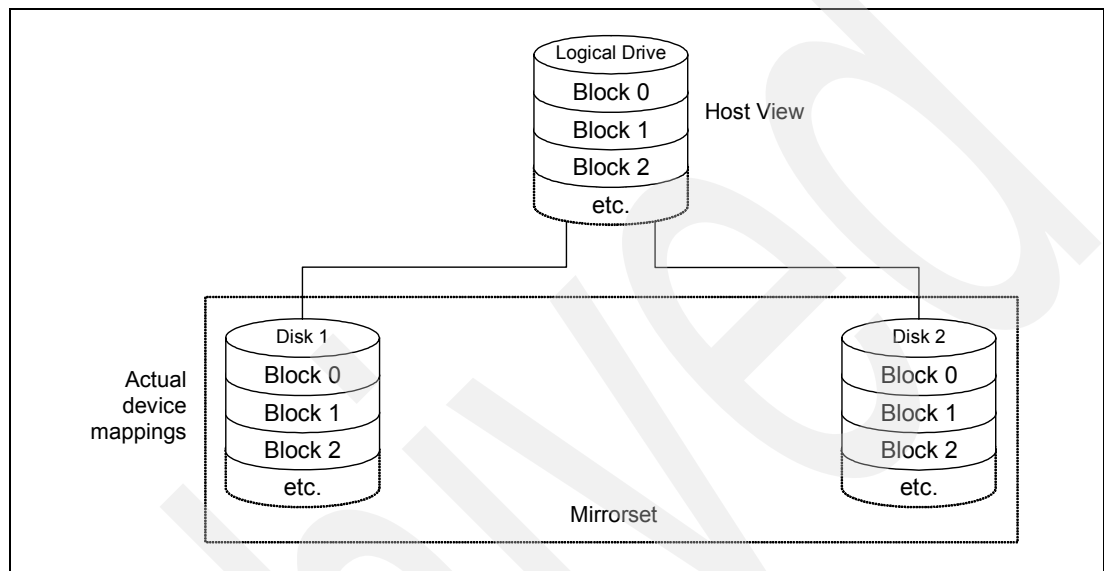 Logical Drive
Block 0
Block 1
Block 2
etc.
Host View
Disk 1
Block 0
Block 1
Block 2
etc.
Actual
device
mappings
Disk 2
Block 0
Block 1
Block 2
etc.
Mirrorset